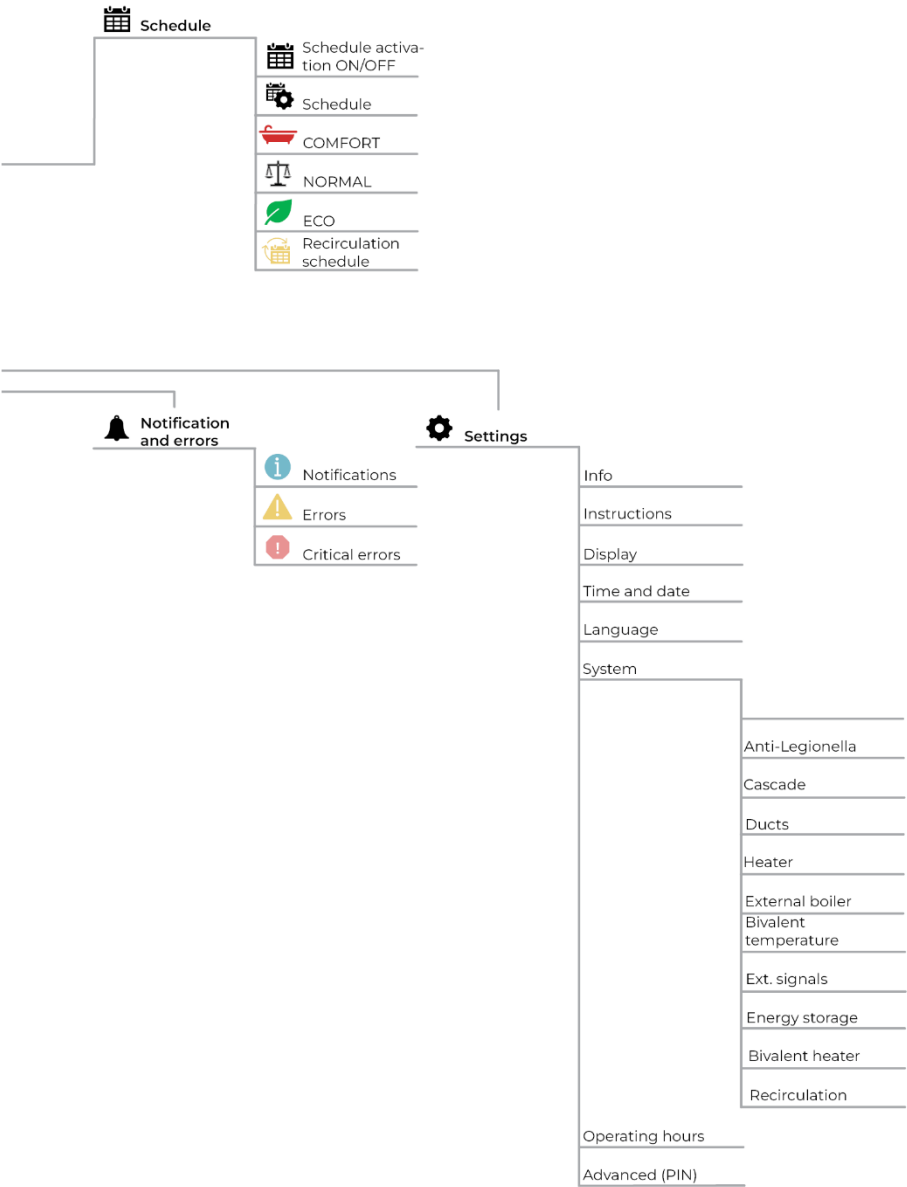 Schedule
Schedule activa-
tion ON/OFF
Schedule
COMFORT
NORMAL
ECO
Recirculation
schedule
Notification
and errors
Notifications
Errors
Critical errors
Settings
Info
Instructions
Display
Time and date
Language
System
Anti-Legionella
Cascade
Ducts
Heater
External boiler
Bivalent
temperature
Ext. signals
Energy storage
Bivalent heater
Recirculation
Operating hours
Advanced (PIN)